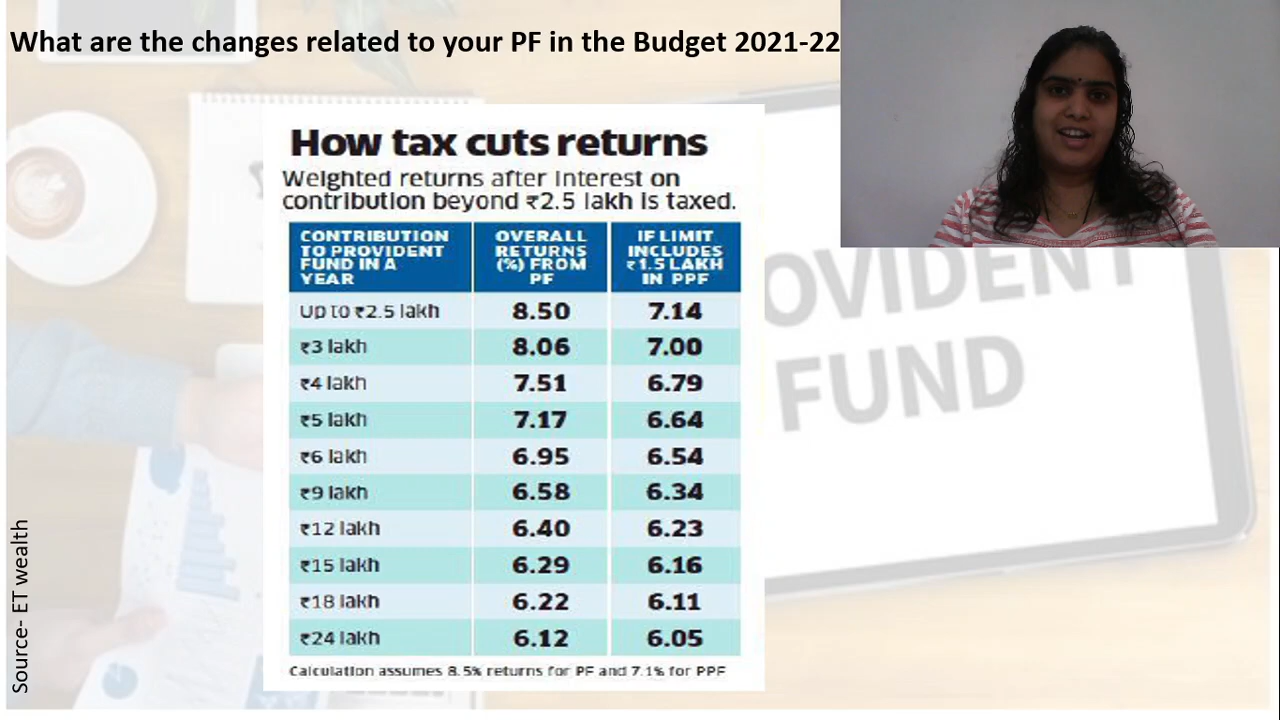 What are the changes related to your PF in the Budget 2021-22
How tax cuts returns
Weighted returns after interest on
contribution beyond ₹2.5 lakh is taxed.
CONTRIBUTION TO PROVIDENT FUND IN A YEAR OVERALL RETURNS (%) FROM PF IF LIMIT INCLUDES ₹1.5 LAKH IN PPF
Up to ₹2.5 lakh 8.50 7.14
₹3 lakh 8.06 7.00
₹4 lakh 7.51 6.79
₹5 lakh 7.17 6.64
₹6 lakh 6.95 6.54
₹9 lakh 6.58 6.34
₹12 lakh 6.40 6.23
₹15 lakh 6.29 6.16
₹18 lakh 6.22 6.11
₹24 lakh 6.12 6.05
Calculation assumes 8.5% returns for PF and 7.1% for PPF
Source- ET wealth
OVIDENT
FUND